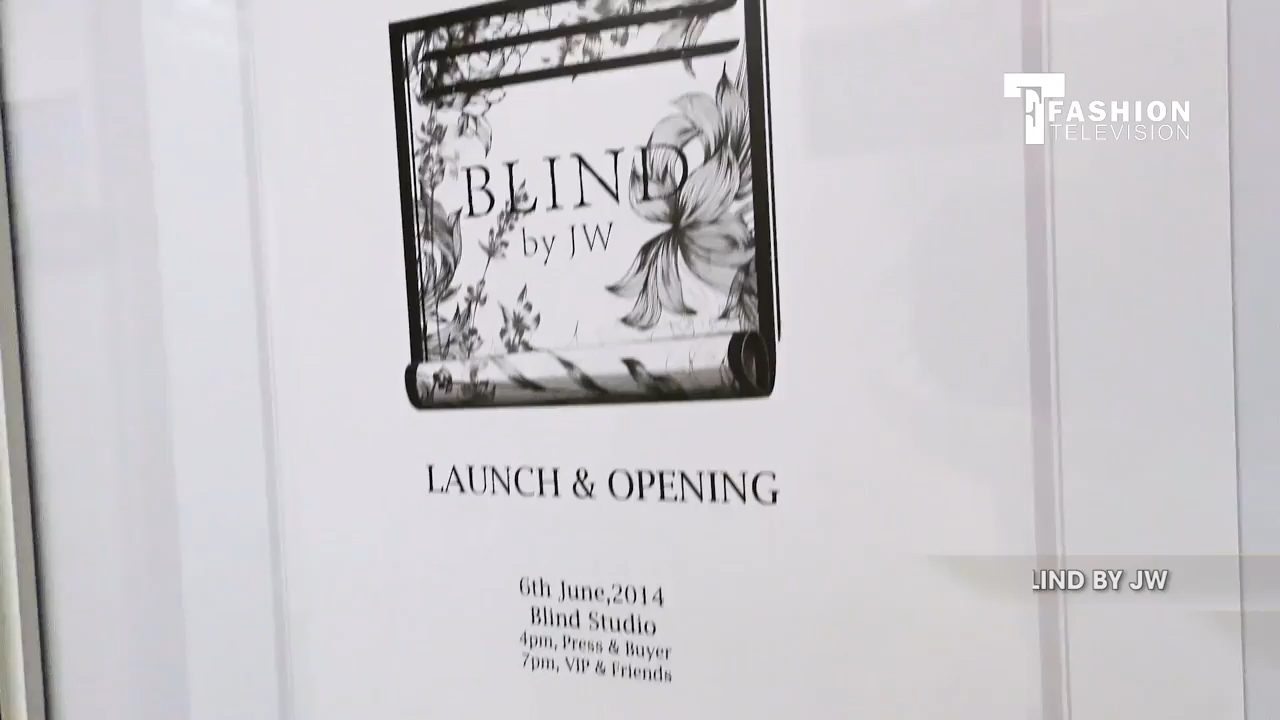 BLIND
by JW
LAUNCH & OPENING
6th June,2014
Blind Studio
4pm, Press & Buyer
7pm, VIP & Friends
FASHION
TELEVISION
LIND BY JW